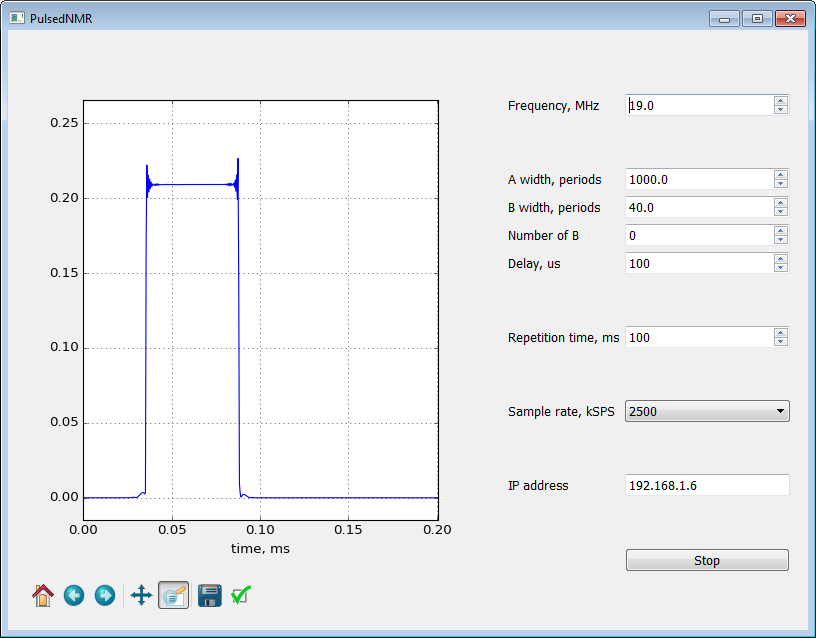 PulsedNMR
0.25
0.20
0.15
0.10
0.05
0.00
0.00 0.05 0.10 0.15 0.20
time, ms
Frequency, MHz 19.0
A width, periods 1000.0
B width, periods 40.0
Number of B 0
Delay, us 100
Repetition time, ms 100
Sample rate, kSPS 2500
IP address 192.168.1.6
Stop